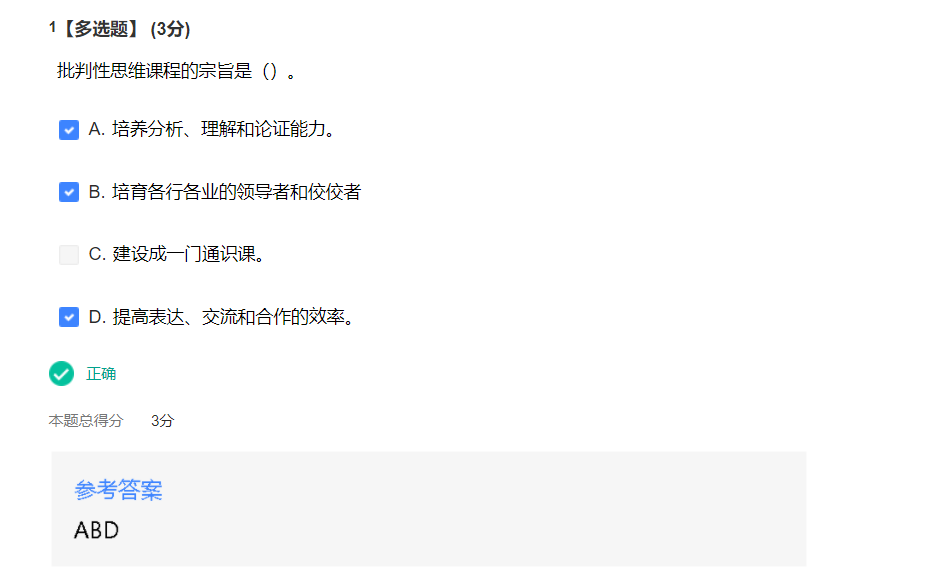 1【多选题】 (3分)
批判性思维课程的宗旨是（）。
A. 培养分析、理解和论证能力。
B. 培育各行各业的领导者和佼佼者
C. 建设成一门通识课。
D. 提高表达、交流和合作的效率。
正确
本题总得分 3分
参考答案
ABD